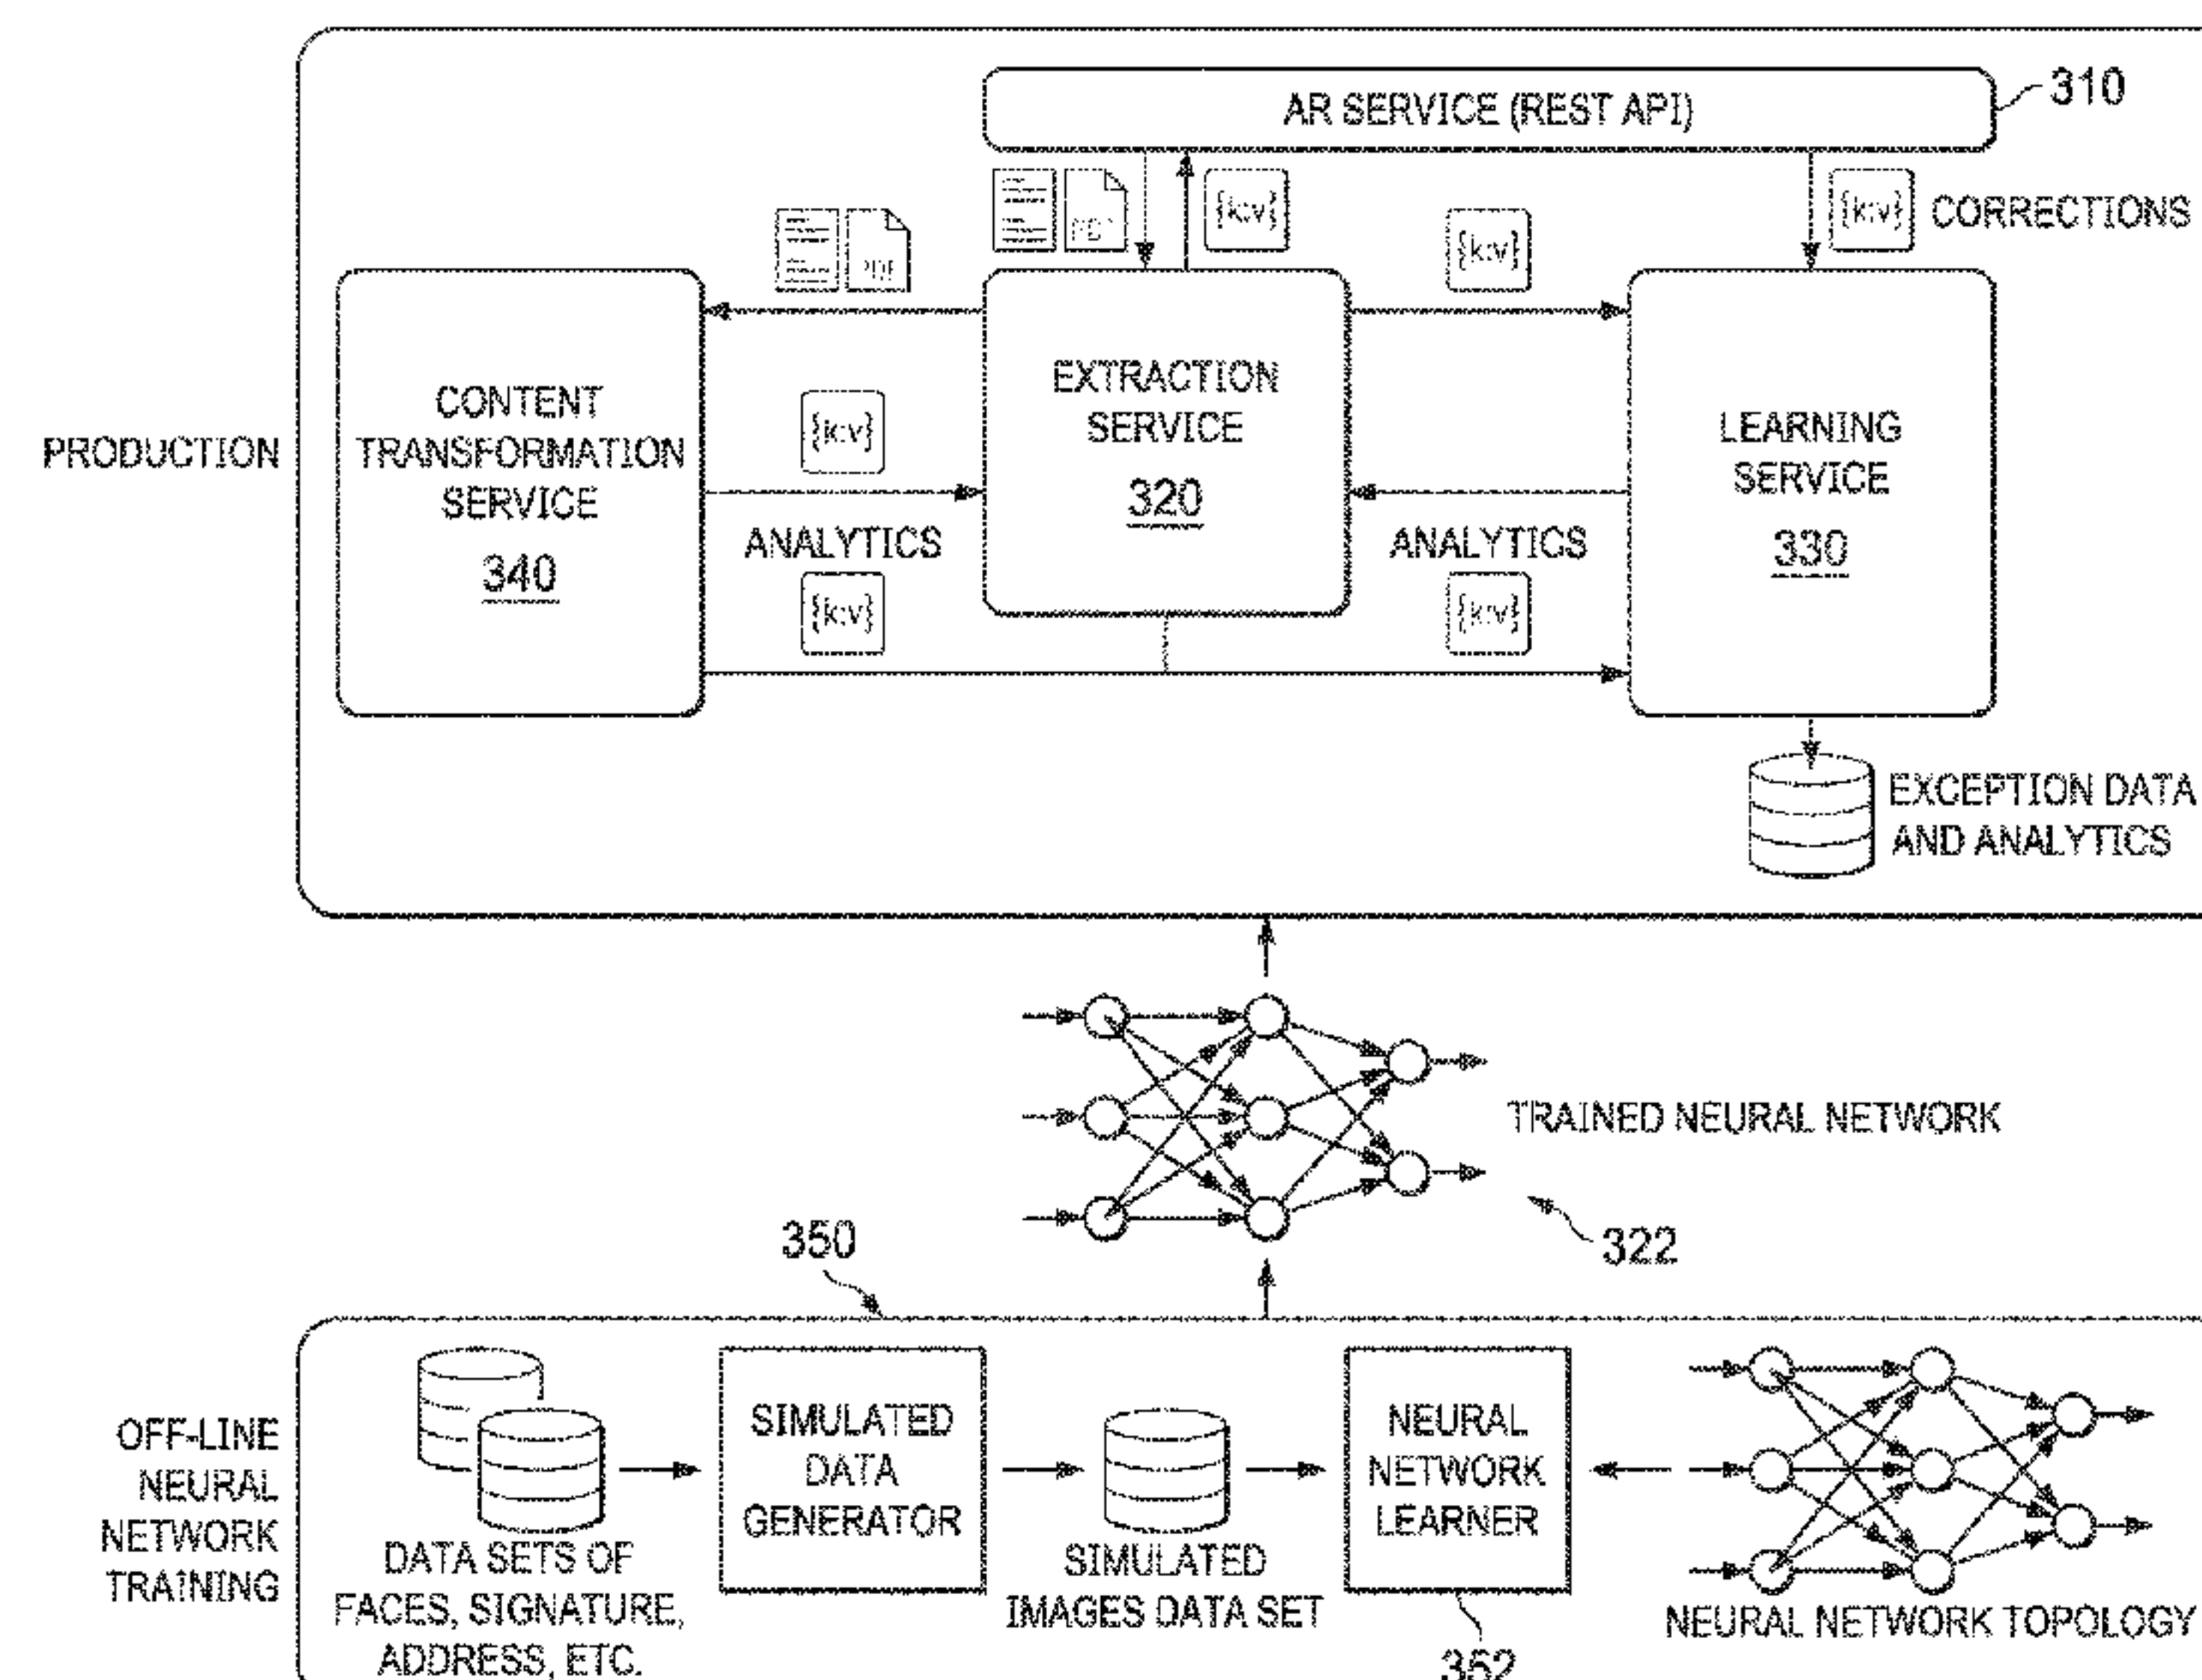 AR SERVICE (REST API)
310
{k:v}
{k:v}
CORRECTIONS
PDF
PDF
{k:v}
CONTENT
TRANSFORMATION
SERVICE
340
{k:v}
ANALYTICS
{k:v}
EXTRACTION
SERVICE
320
ANALYTICS
{k:v}
LEARNING
SERVICE
330
PRODUCTION
EXCEPTION DATA
AND ANALYTICS
TRAINED NEURAL NETWORK
322
350
OFF-LINE
NEURAL
NETWORK
TRAINING
DATA SETS OF
FACES, SIGNATURE,
ADDRESS, ETC.
SIMULATED
DATA
GENERATOR
SIMULATED
IMAGES DATA SET
NEURAL
NETWORK
LEARNER
352
NEURAL NETWORK TOPOLOGY